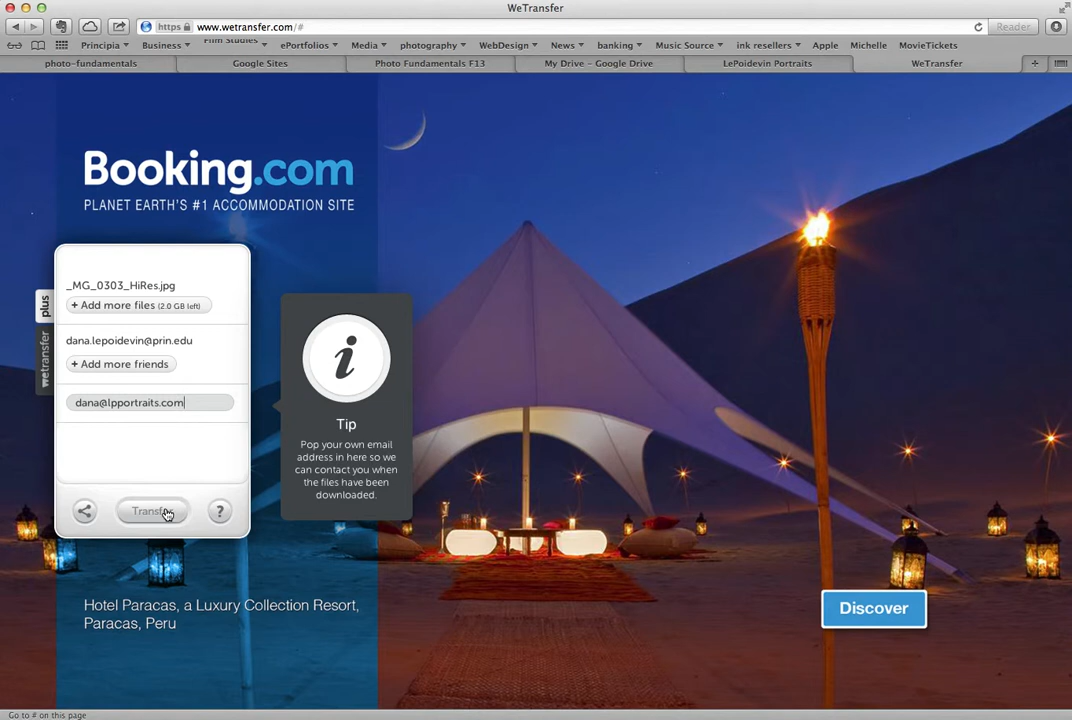 WeTransfer
https
www.wetransfer.com/#
Reader
Principia
Business
Film Studies
ePortfolios
Media
photography
WebDesign
News
banking
Music Source
ink resellers
Apple
Michelle
MovieTickets
photo-fundamentals
Google Sites
Photo Fundamentals F13
My Drive – Google Drive
LePoidevin Portraits
WeTransfer
Booking.com
PLANET EARTH'S #1 ACCOMMODATION SITE
_MG_0303_HiRes.jpg
+ Add more files (2.0 GB left)
plus
wetransfer
dana.lepoidevin@prin.edu
+ Add more friends
dana@lpportraits.com
Transfer
?
i
Tip
Pop your own email
address in here so we
can contact you when
the files have been
downloaded.
Hotel Paracas, a Luxury Collection Resort,
Paracas, Peru
Discover
Go to # on this page